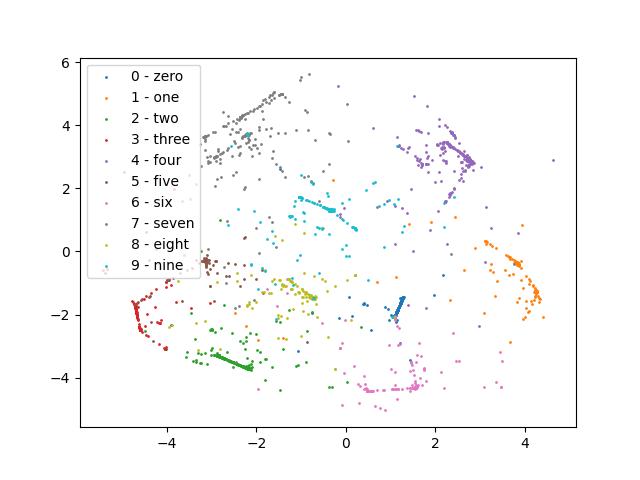 6
4
2
0
−2
−4
−4
−2
0
2
4
0 - zero
1 - one
2 - two
3 - three
4 - four
5 - five
6 - six
7 - seven
8 - eight
9 - nine